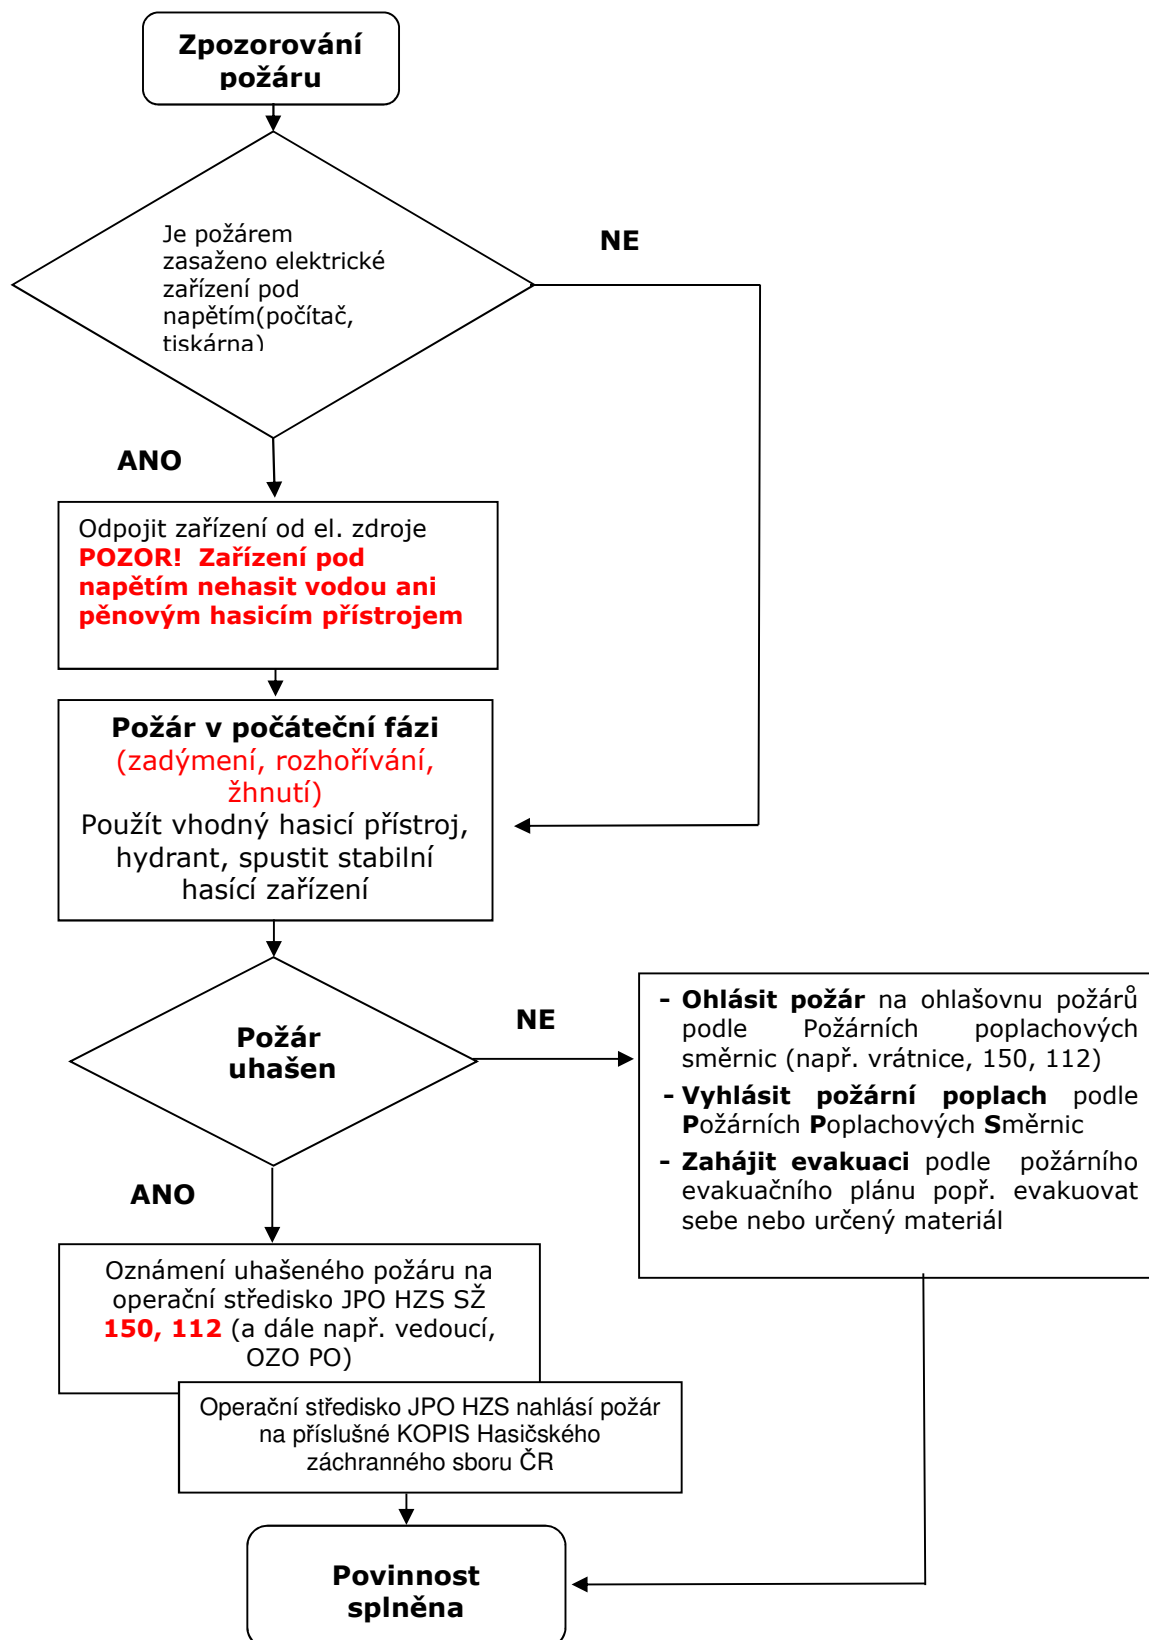 Zpozorování
požáru
Je požárem
zasaženo elektrické
zařízení pod
napětím(počítač,
tiskárna)
NE
ANO
Odpojit zařízení od el. zdroje
POZOR! Zařízení pod
napětím nehasit vodou ani
pěnovým hasicím přístrojem
Požár v počáteční fázi
(zadýmení, rozhořívání,
žhnutí)
Použít vhodný hasicí přístroj,
hydrant, spustit stabilní
hasící zařízení
Požár
uhašen
NE
- Ohlásit požár na ohlašovnu požárů
podle Požárních poplachových
směrnic (např. vrátnice, 150, 112)
- Vyhlásit požární poplach podle
Požárních Poplachových Směrnic
- Zahájit evakuaci podle požárního
evakuačního plánu popř. evakuovat
sebe nebo určený materiál
ANO
Oznámení uhašeného požáru na
operační středisko JPO HZS SŽ
150, 112 (a dále např. vedoucí,
OZO PO)
Operační středisko JPO HZS nahlásí požár
na příslušné KOPIS Hasičského
záchranného sboru ČR
Povinnost
splněna